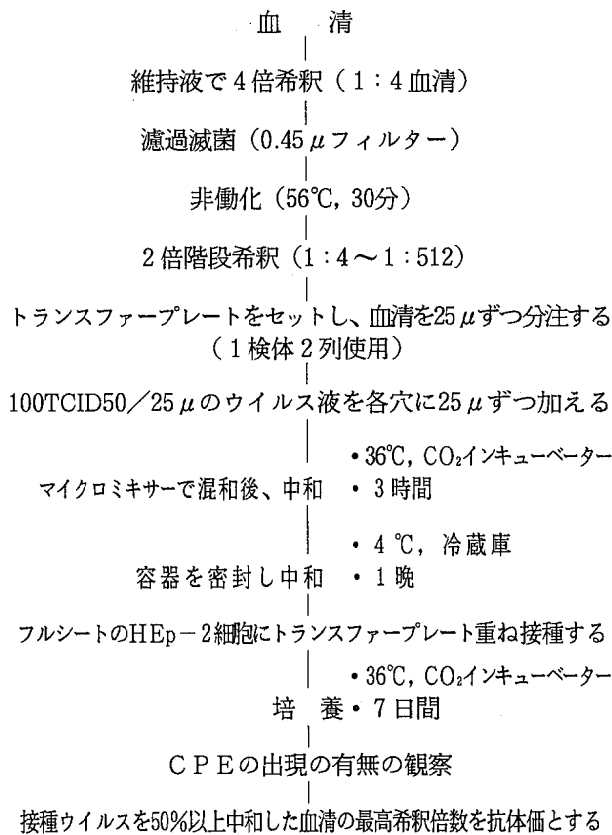 血　清
維持液で4倍希釈（1：4血清）
濾過滅菌（0.45μフィルター）
非働化（56℃, 30分）
2倍階段希釈（1：4～1：512）
トランスファープレートをセットし、血清を25μずつ分注する
（1検体2列使用）
100TCID50／25μのウイルス液を各穴に25μずつ加える
・36℃, CO₂インキューベーター
マイクロミキサーで混和後、中和　・3時間
・4℃, 冷蔵庫
容器を密封し中和　・1晩
フルシートのHEp－2細胞にトランスファープレート重ね接種する
・36℃, CO₂インキューベーター
培　養・7日間
CPEの出現の有無の観察
接種ウイルスを50％以上中和した血清の最高希釈倍数を抗体価とする